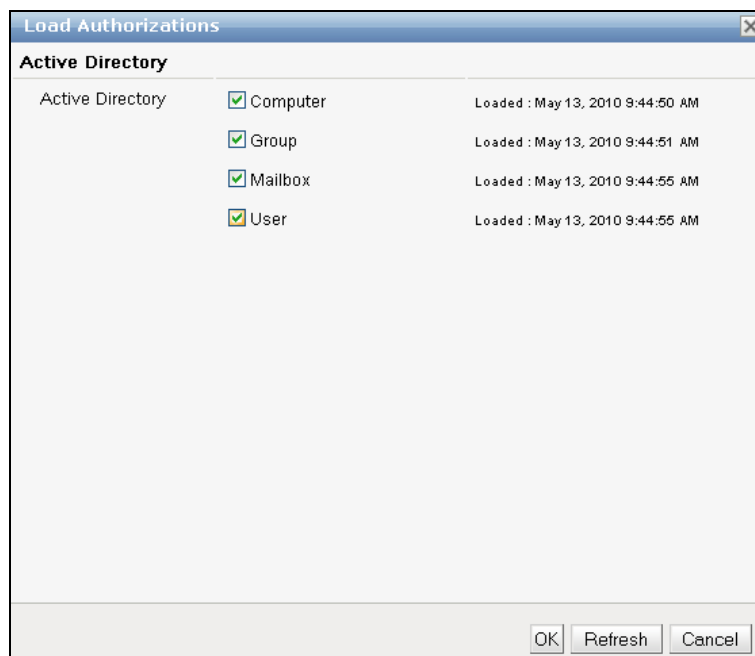 Load Authorizations
Active Directory
Active Directory Computer Loaded : May 13, 2010 9:44:50 AM
Group Loaded : May 13, 2010 9:44:51 AM
Mailbox Loaded : May 13, 2010 9:44:55 AM
User Loaded : May 13, 2010 9:44:55 AM
OK Refresh Cancel